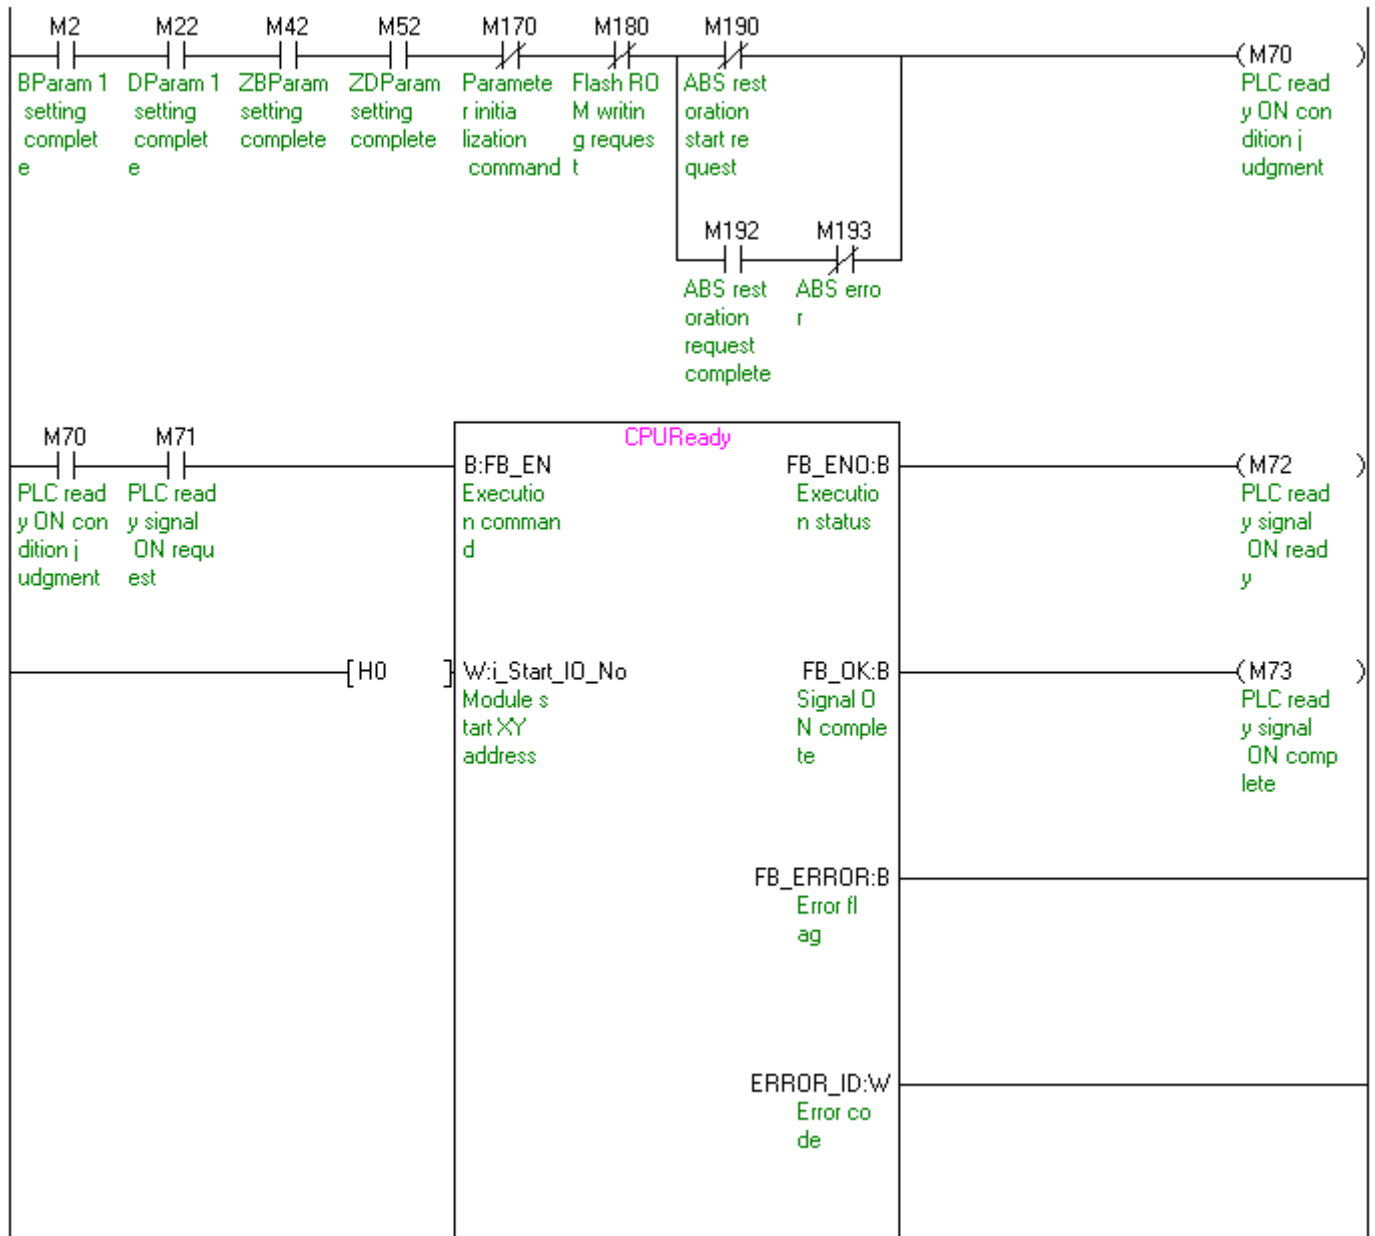 M2 M22 M42 M52 M170 M180 M190
(M70 )
BParam 1 DParam 1 ZBParam ZDParam Paramete Flash RO ABS rest PLC read
setting setting setting setting r initia M writin oration y ON con
complet complet complete complete lization g reques start re dition j
e e command t quest udgment
M192 M193
ABS rest ABS erro
oration r
request
complete
M70 M71 CPUReady
B:FB_EN FB_ENO:B (M72 )
PLC read PLC read Executio Executio PLC read
y ON con y signal n comman n status y signal
dition j ON requ d ON read
udgment est y
[H0 ] W:i_Start_IO_No FB_OK:B (M73 )
Module s Signal O PLC read
tart XY N comple y signal
address te ON comp
lete
FB_ERROR:B
Error fl
ag
ERROR_ID:W
Error co
de